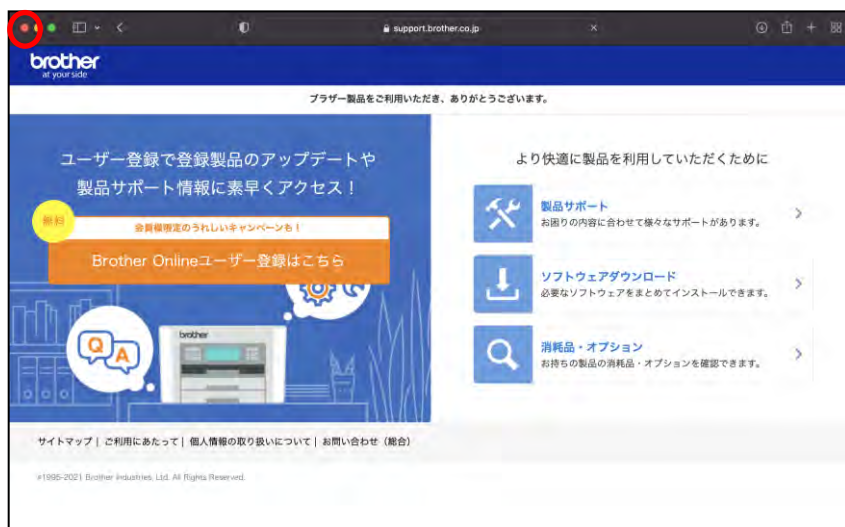 support.brother.co.jp
brother
at your side
ブラザー製品をご利用いただき、ありがとうございます。
ユーザー登録で登録製品のアップデートや
製品サポート情報に素早くアクセス！
無料
会員様限定のうれしいキャンペーンも！
Brother Onlineユーザー登録はこちら
brother
Q
A
より快適に製品を利用していただくために
製品サポート
お困りの内容に合わせて様々なサポートがあります。
ソフトウェアダウンロード
必要なソフトウェアをまとめてインストールできます。
消耗品・オプション
お持ちの製品の消耗品・オプションを確認できます。
サイトマップ | ご利用にあたって | 個人情報の取り扱いについて | お問い合わせ（総合）
©1995-2021 Brother Industries, Ltd. All Rights Reserved.